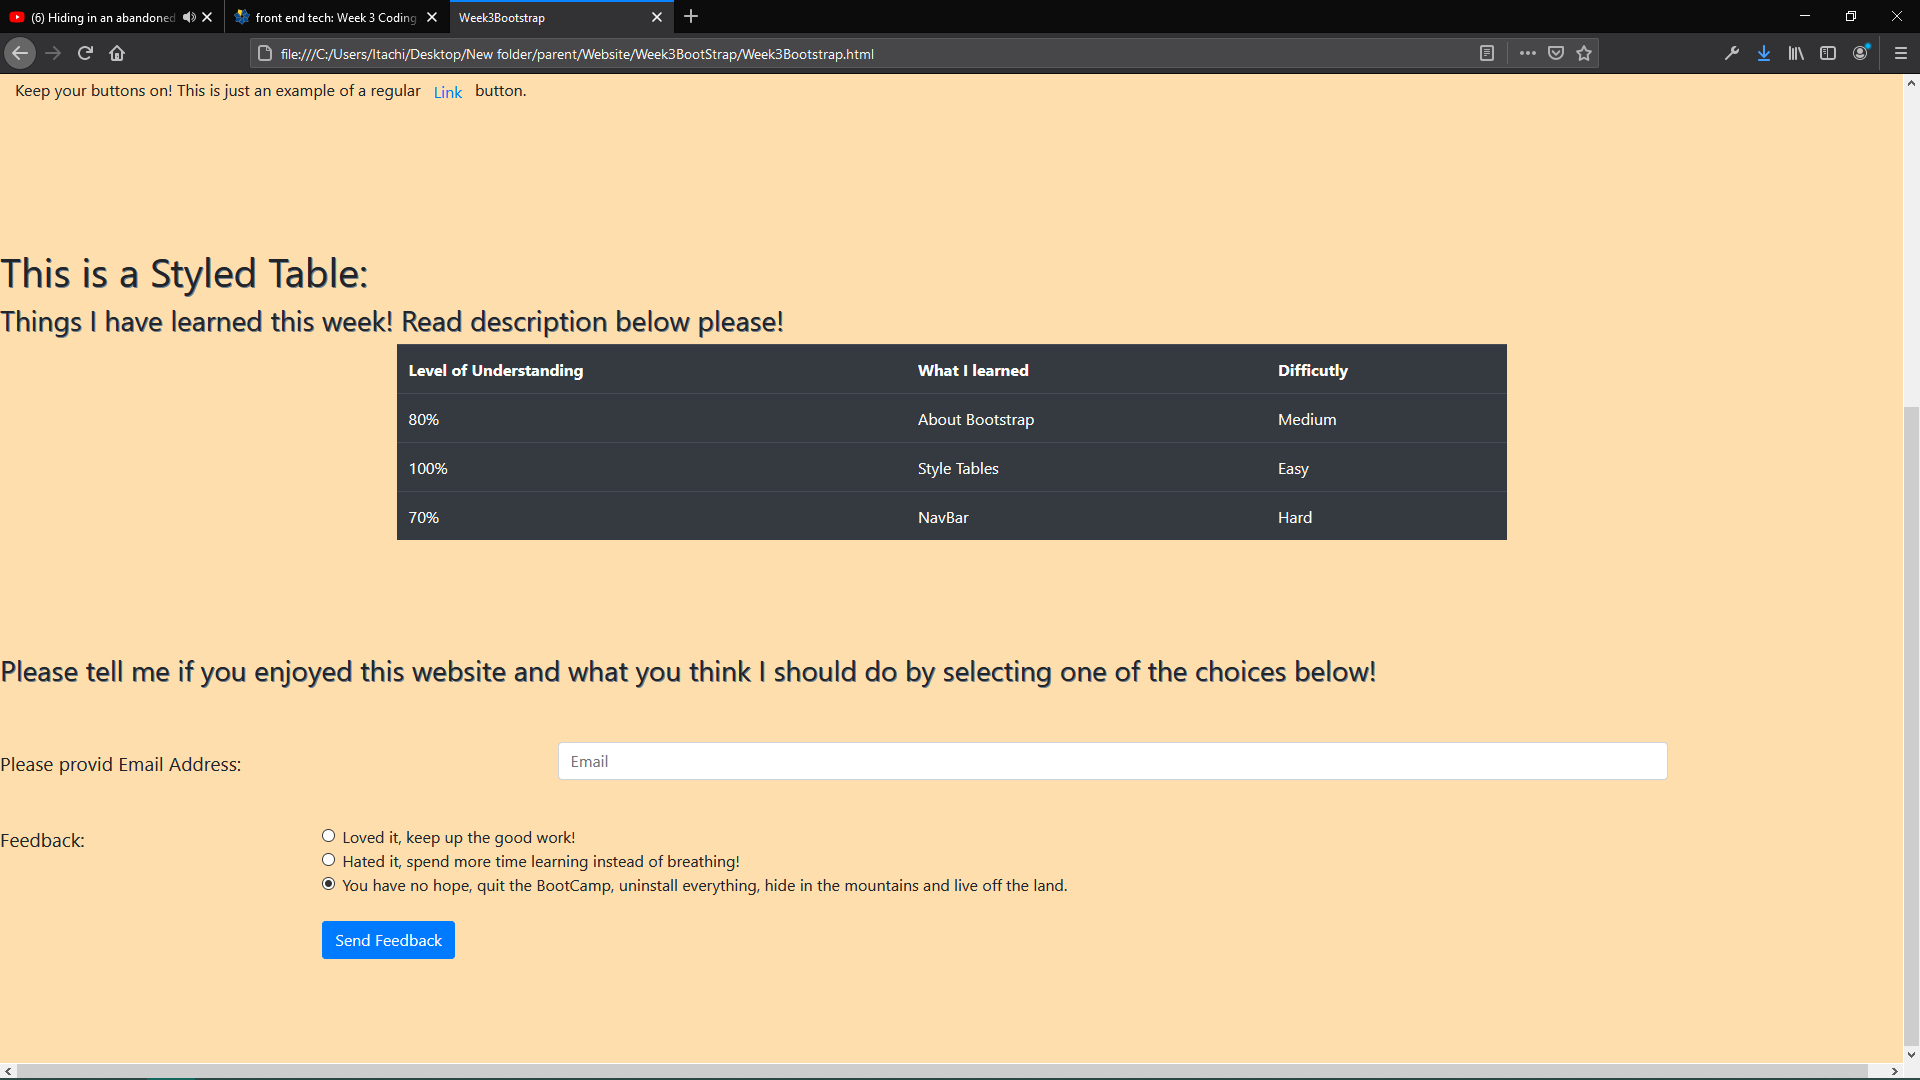 (6) Hiding in an abandoned
front end tech: Week 3 Coding
Week3Bootstrap
file:///C:/Users/Itachi/Desktop/New folder/parent/Website/Week3BootStrap/Week3Bootstrap.html
Keep your buttons on! This is just an example of a regular Link button.
This is a Styled Table:
Things I have learned this week! Read description below please!
Level of Understanding What I learned Difficutly
80% About Bootstrap Medium
100% Style Tables Easy
70% NavBar Hard
Please tell me if you enjoyed this website and what you think I should do by selecting one of the choices below!
Please provid Email Address: Email
Feedback: Loved it, keep up the good work!
Hated it, spend more time learning instead of breathing!
You have no hope, quit the BootCamp, uninstall everything, hide in the mountains and live off the land.
Send Feedback